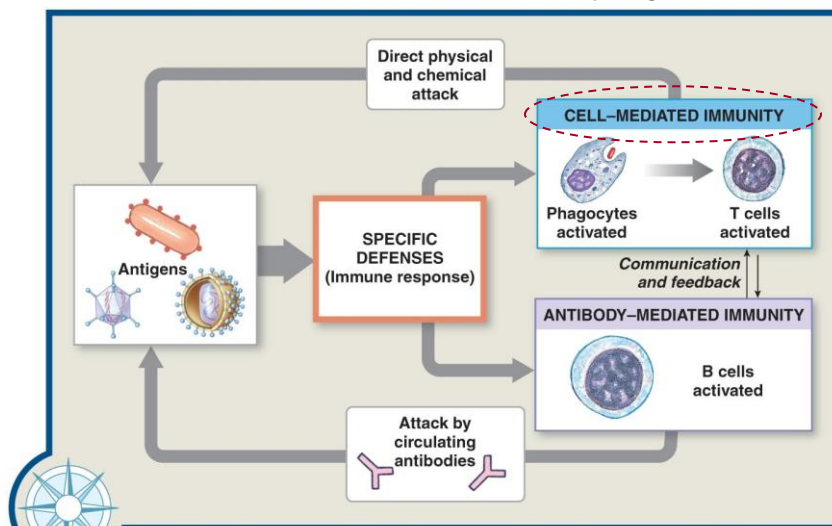 Direct physical
and chemical
attack
CELL–MEDIATED IMMUNITY
Phagocytes
activated
T cells
activated
Antigens
SPECIFIC
DEFENSES
(Immune response)
Communication
and feedback
ANTIBODY–MEDIATED IMMUNITY
B cells
activated
Attack by
circulating
antibodies